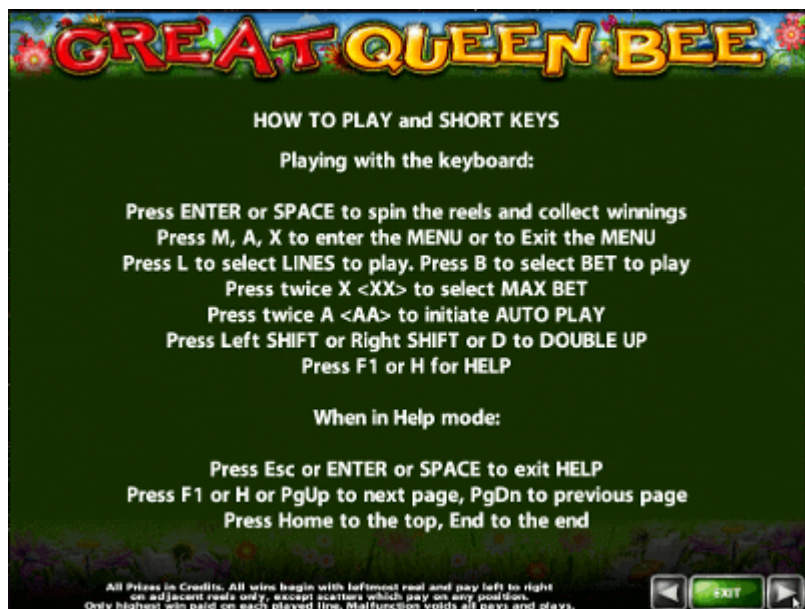 GREAT QUEEN BEE
HOW TO PLAY and SHORT KEYS
Playing with the keyboard:
Press ENTER or SPACE to spin the reels and collect winnings
Press M, A, X to enter the MENU or to Exit the MENU
Press L to select LINES to play. Press B to select BET to play
Press twice X <XX> to select MAX BET
Press twice A <AA> to initiate AUTO PLAY
Press Left SHIFT or Right SHIFT or D to DOUBLE UP
Press F1 or H for HELP
When in Help mode:
Press Esc or ENTER or SPACE to exit HELP
Press F1 or H or PgUp to next page, PgDn to previous page
Press Home to the top, End to the end
All Prizes in Credits. All wins begin with leftmost reel and pay left to right
on adjacent reels only, except scatters which pay on any position.
Only highest win paid on each played line. Malfunction voids all pays and plays.
EXIT